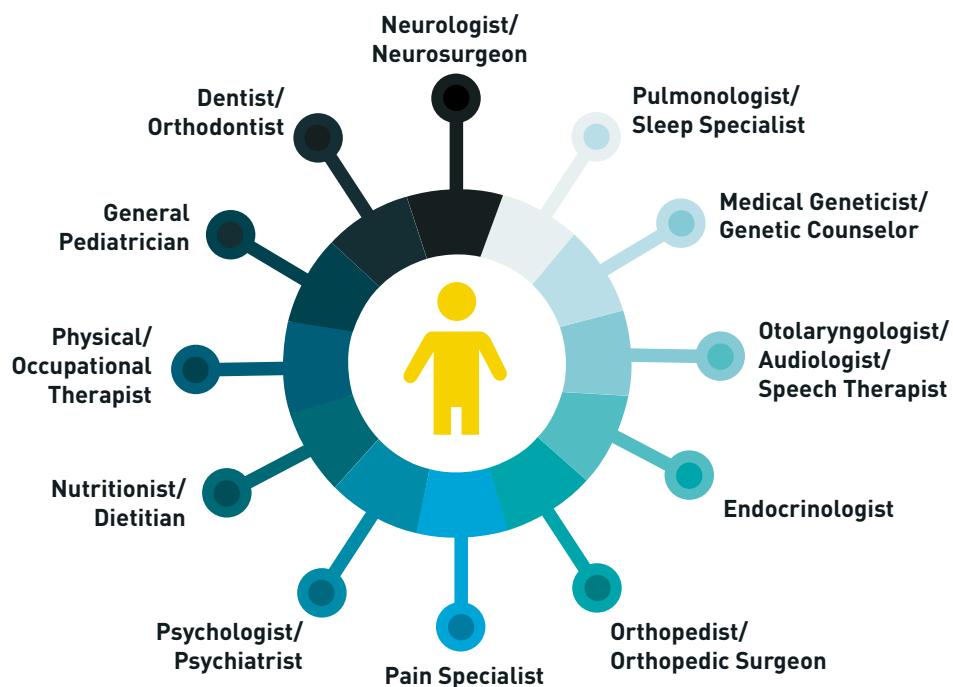 Neurologist/
Neurosurgeon
Pulmonologist/
Sleep Specialist
Medical Geneticist/
Genetic Counselor
Otolaryngologist/
Audiologist/
Speech Therapist
Endocrinologist
Orthopedist/
Orthopedic Surgeon
Pain Specialist
Psychologist/
Psychiatrist
Nutritionist/
Dietitian
Physical/
Occupational
Therapist
General
Pediatrician
Dentist/
Orthodontist